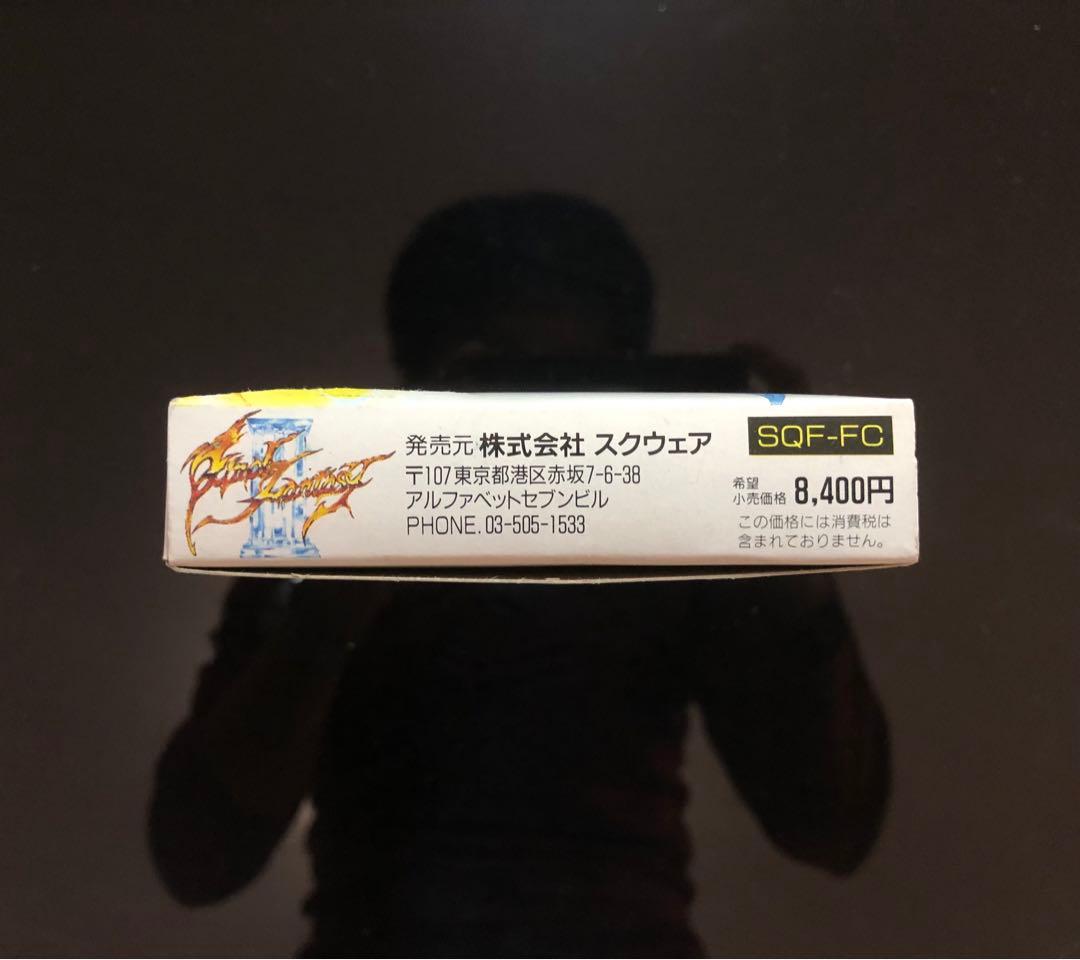 Final Fantasy
III
発売元 株式会社 スクウェア
〒107東京都港区赤坂7-6-38
アルファベットセブンビル
PHONE. 03-505-1533
SQF-FC
希望
小売価格 8,400円
この価格には消費税は
含まれておりません。